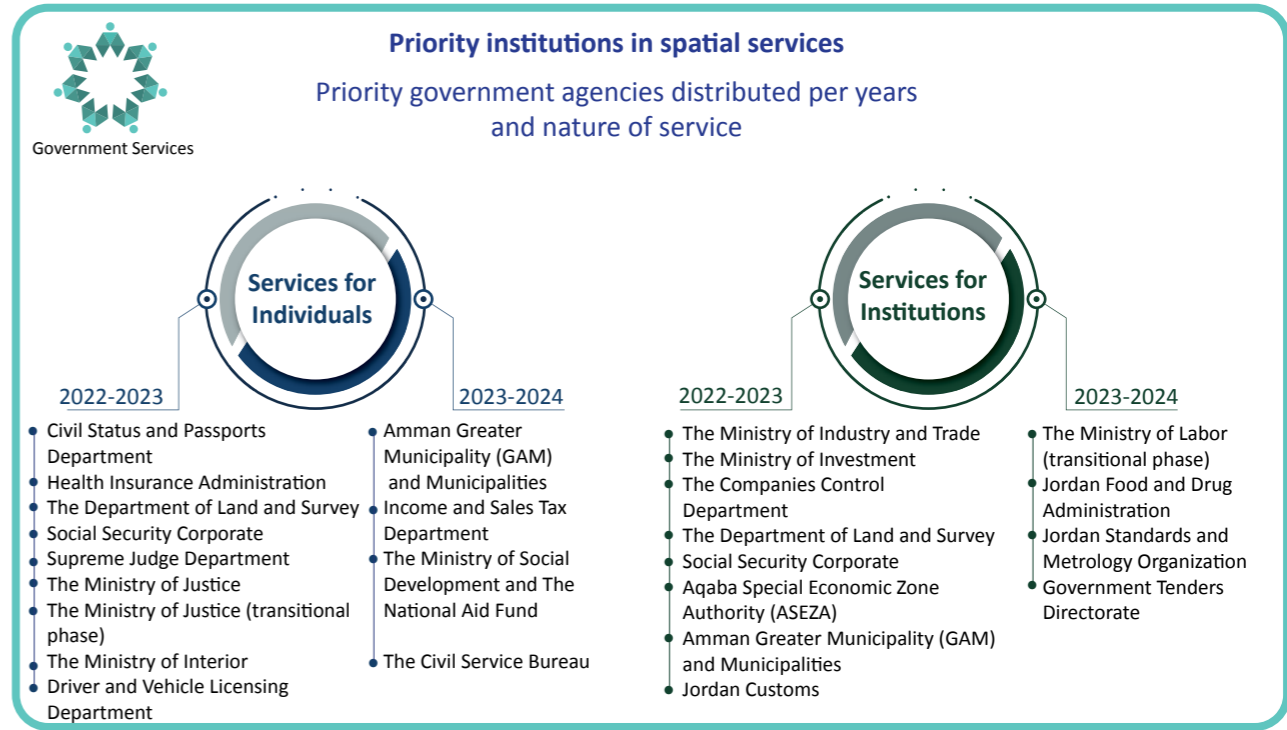 Government Services
Priority institutions in spatial services
Priority government agencies distributed per years
and nature of service
Services for
Individuals
2022-2023
Civil Status and Passports
Department
Health Insurance Administration
The Department of Land and Survey
Social Security Corporate
Supreme Judge Department
The Ministry of Justice
The Ministry of Justice (transitional
phase)
The Ministry of Interior
Driver and Vehicle Licensing
Department
2023-2024
Amman Greater
Municipality (GAM)
and Municipalities
Income and Sales Tax
Department
The Ministry of Social
Development and The
National Aid Fund
The Civil Service Bureau
Services for
Institutions
2022-2023
The Ministry of Industry and Trade
The Ministry of Investment
The Companies Control
Department
The Department of Land and Survey
Social Security Corporate
Aqaba Special Economic Zone
Authority (ASEZA)
Amman Greater Municipality (GAM)
and Municipalities
Jordan Customs
2023-2024
The Ministry of Labor
(transitional phase)
Jordan Food and Drug
Administration
Jordan Standards and
Metrology Organization
Government Tenders
Directorate